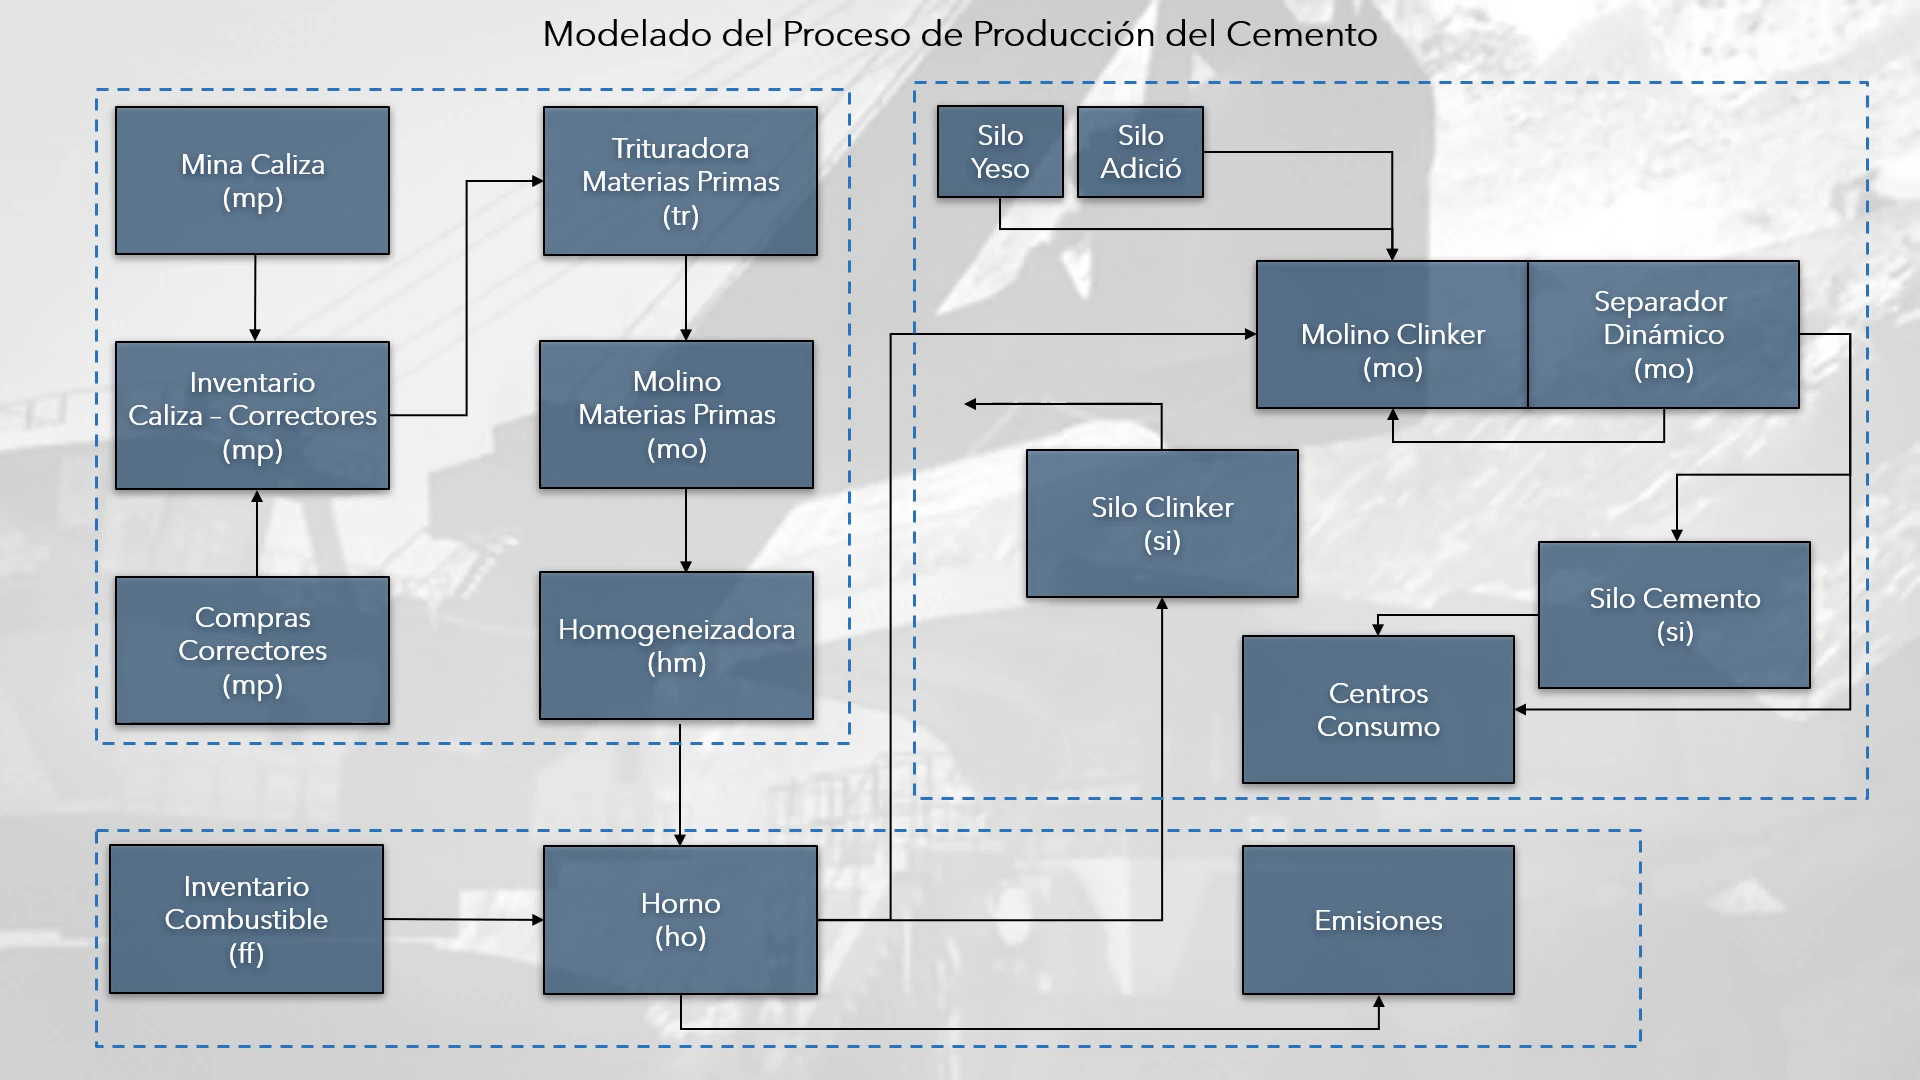 Modelado del Proceso de Producción del Cemento
Mina Caliza
(mp)
Inventario
Caliza – Correctores
(mp)
Compras
Correctores
(mp)
Trituradora
Materias Primas
(tr)
Molino
Materias Primas
(mo)
Homogeneizadora
(hm)
Silo
Yeso
Silo
Adició
Molino Clinker
(mo)
Separador
Dinámico
(mo)
Silo Clinker
(si)
Silo Cemento
(si)
Centros
Consumo
Inventario
Combustible
(ff)
Horno
(ho)
Emisiones